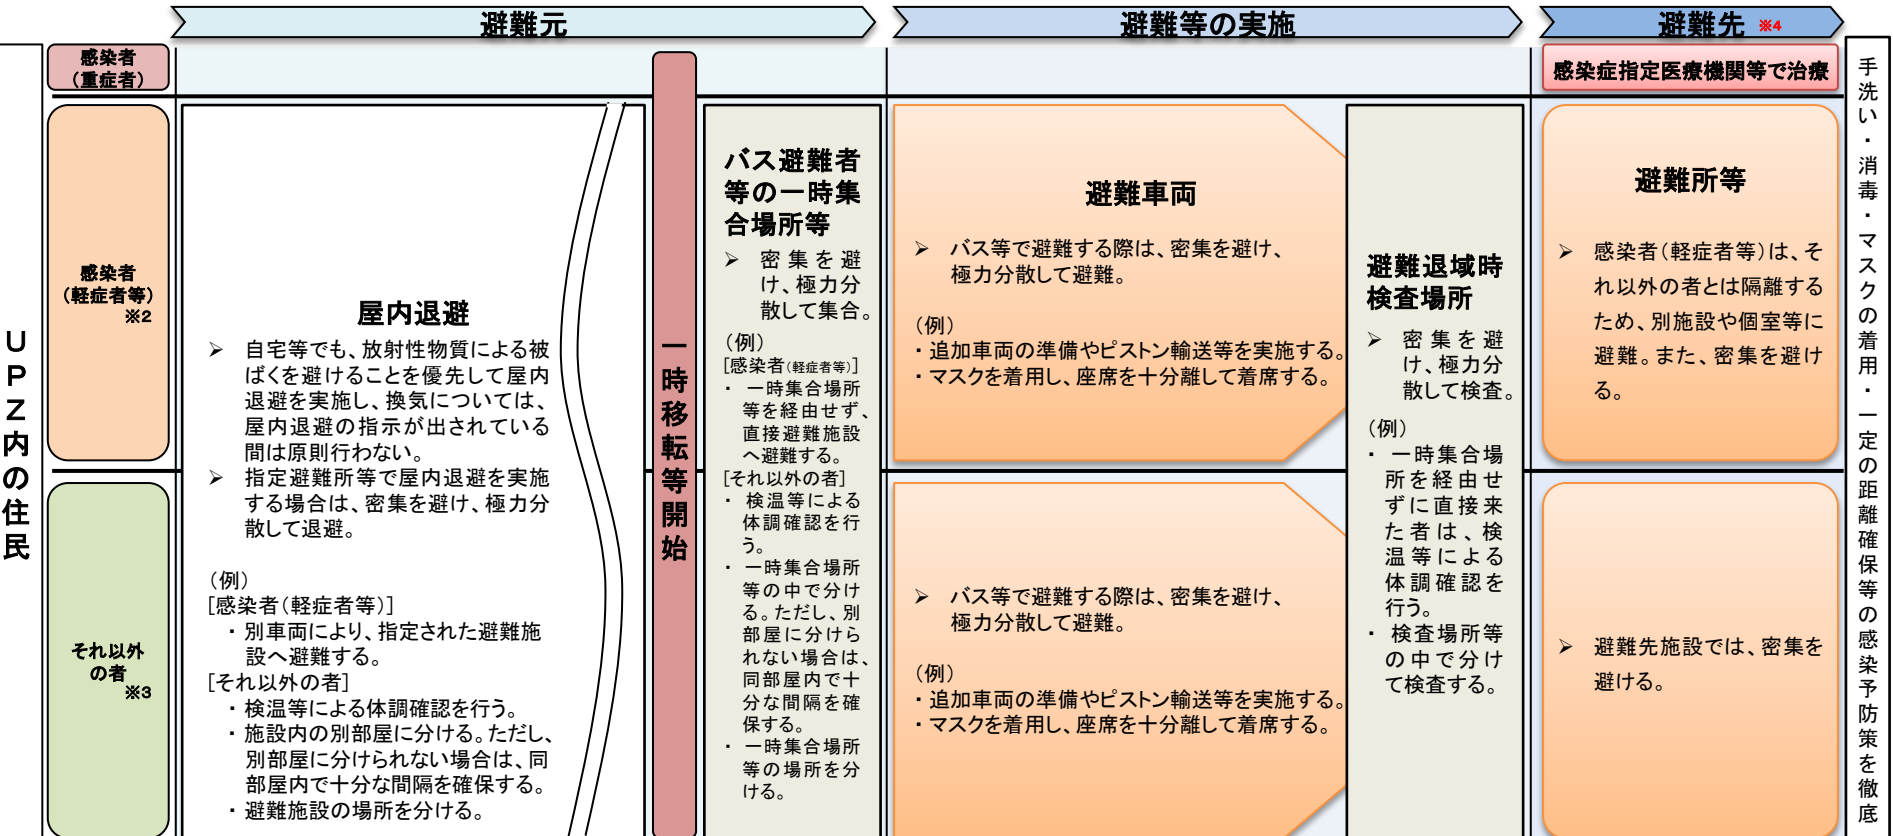 避難元
避難等の実施
避難先 ※4
UPZ内の住民
感染者
(重症者)
感染症指定医療機関等で治療
感染者
(軽症者等)
※2
それ以外
の者
※3
屋内退避
➢ 自宅等でも、放射性物質による被
ばくを避けることを優先して屋内
退避を実施し、換気については、
屋内退避の指示が出されている
間は原則行わない。
➢ 指定避難所等で屋内退避を実施
する場合は、密集を避け、極力分
散して退避。
(例)
[感染者(軽症者等)]
・別車両により、指定された避難施
設へ避難する。
[それ以外の者]
・検温等による体調確認を行う。
・施設内の別部屋に分ける。ただし、
別部屋に分けられない場合は、同
部屋内で十分な間隔を確保する。
・避難施設の場所を分ける。
一時移転等開始
バス避難者
等の一時集
合場所等
➢ 密集を避
け、極力分
散して集合。
(例)
[感染者(軽症者等)]
・ 一時集合場所
等を経由せず、
直接避難施設
へ避難する。
[それ以外の者]
・ 検温等による
体調確認を行
う。
・ 一時集合場所
等の中で分け
る。ただし、別
部屋に分けら
れない場合は、
同部屋内で十
分な間隔を確
保する。
・ 一時集合場所
等の場所を分
ける。
避難車両
➢ バス等で避難する際は、密集を避け、
極力分散して避難。
(例)
・追加車両の準備やピストン輸送等を実施する。
・マスクを着用し、座席を十分離して着席する。
➢ バス等で避難する際は、密集を避け、
極力分散して避難。
(例)
・追加車両の準備やピストン輸送等を実施する。
・マスクを着用し、座席を十分離して着席する。
避難退域時
検査場所
➢ 密集を避
け、極力分
散して検査。
(例)
・ 一時集合場
所を経由せ
ずに直接来
た者は、検
温等による
体調確認を
行う。
・ 検査場所等
の中で分け
て検査する。
避難所等
➢ 感染者(軽症者等)は、そ
れ以外の者とは隔離する
ため、別施設や個室等に
避難。また、密集を避け
る。
➢ 避難先施設では、密集を
避ける。
手洗い・消毒・マスクの着用・一定の距離確保等の感染予防策を徹底